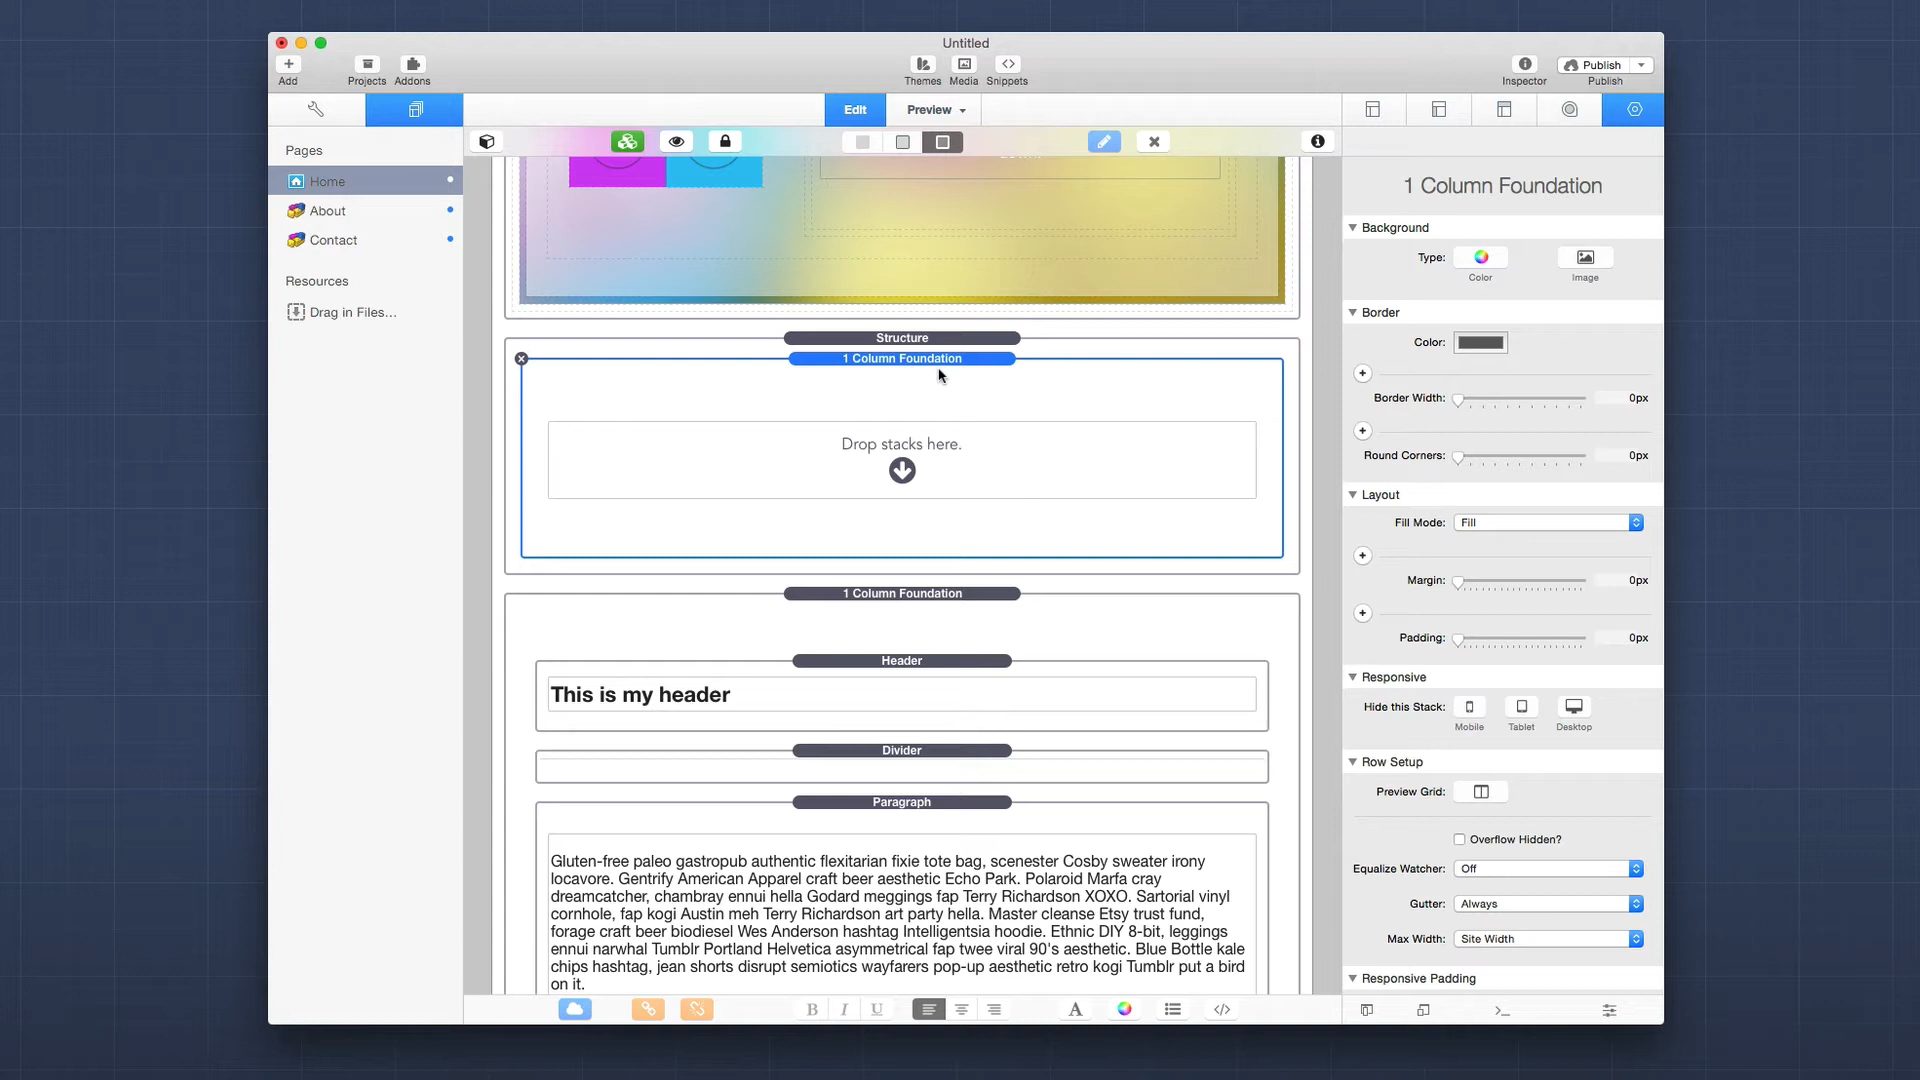 Untitled
Add
Projects
Addons
Themes
Media
Snippets
Inspector
Publish
Publish
Edit
Preview
Pages
Home
About
Contact
Resources
Drag in Files...
Structure
1 Column Foundation
Drop stacks here.
1 Column Foundation
Header
This is my header
Divider
Paragraph
Gluten-free paleo gastropub authentic flexitarian fixie tote bag, scenester Cosby sweater irony
locavore. Gentrify American Apparel craft beer aesthetic Echo Park. Polaroid Marfa cray
dreamcatcher, chambray ennui hella Godard meggings fap Terry Richardson XOXO. Sartorial vinyl
cornhole, fap kogi Austin meh Terry Richardson art party hella. Master cleanse Etsy trust fund,
forage craft beer biodiesel Wes Anderson hashtag Intelligentsia hoodie. Ethnic DIY 8-bit, leggings
ennui narwhal Tumblr Portland Helvetica asymmetrical fap twee viral 90's aesthetic. Blue Bottle kale
chips hashtag, jean shorts disrupt semiotics wayfarers pop-up aesthetic retro kogi Tumblr put a bird
on it.
B I U
A
1 Column Foundation
Background
Type:
Color
Image
Border
Color:
Border Width: 0px
Round Corners: 0px
Layout
Fill Mode: Fill
Margin: 0px
Padding: 0px
Responsive
Hide this Stack:
Mobile
Tablet
Desktop
Row Setup
Preview Grid:
Overflow Hidden?
Equalize Watcher: Off
Gutter: Always
Max Width: Site Width
Responsive Padding